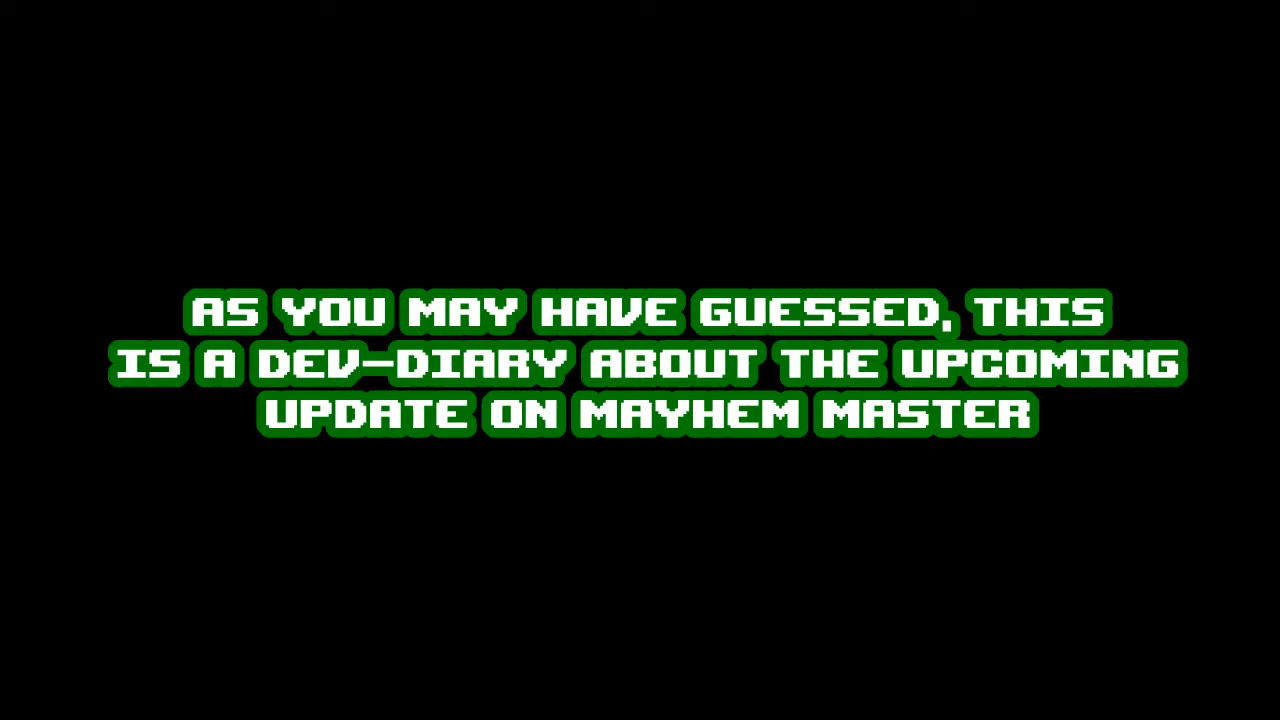 AS YOU MAY HAVE GUESSED, THIS
IS A DEV-DIARY ABOUT THE UPCOMING
UPDATE ON MAYHEM MASTER